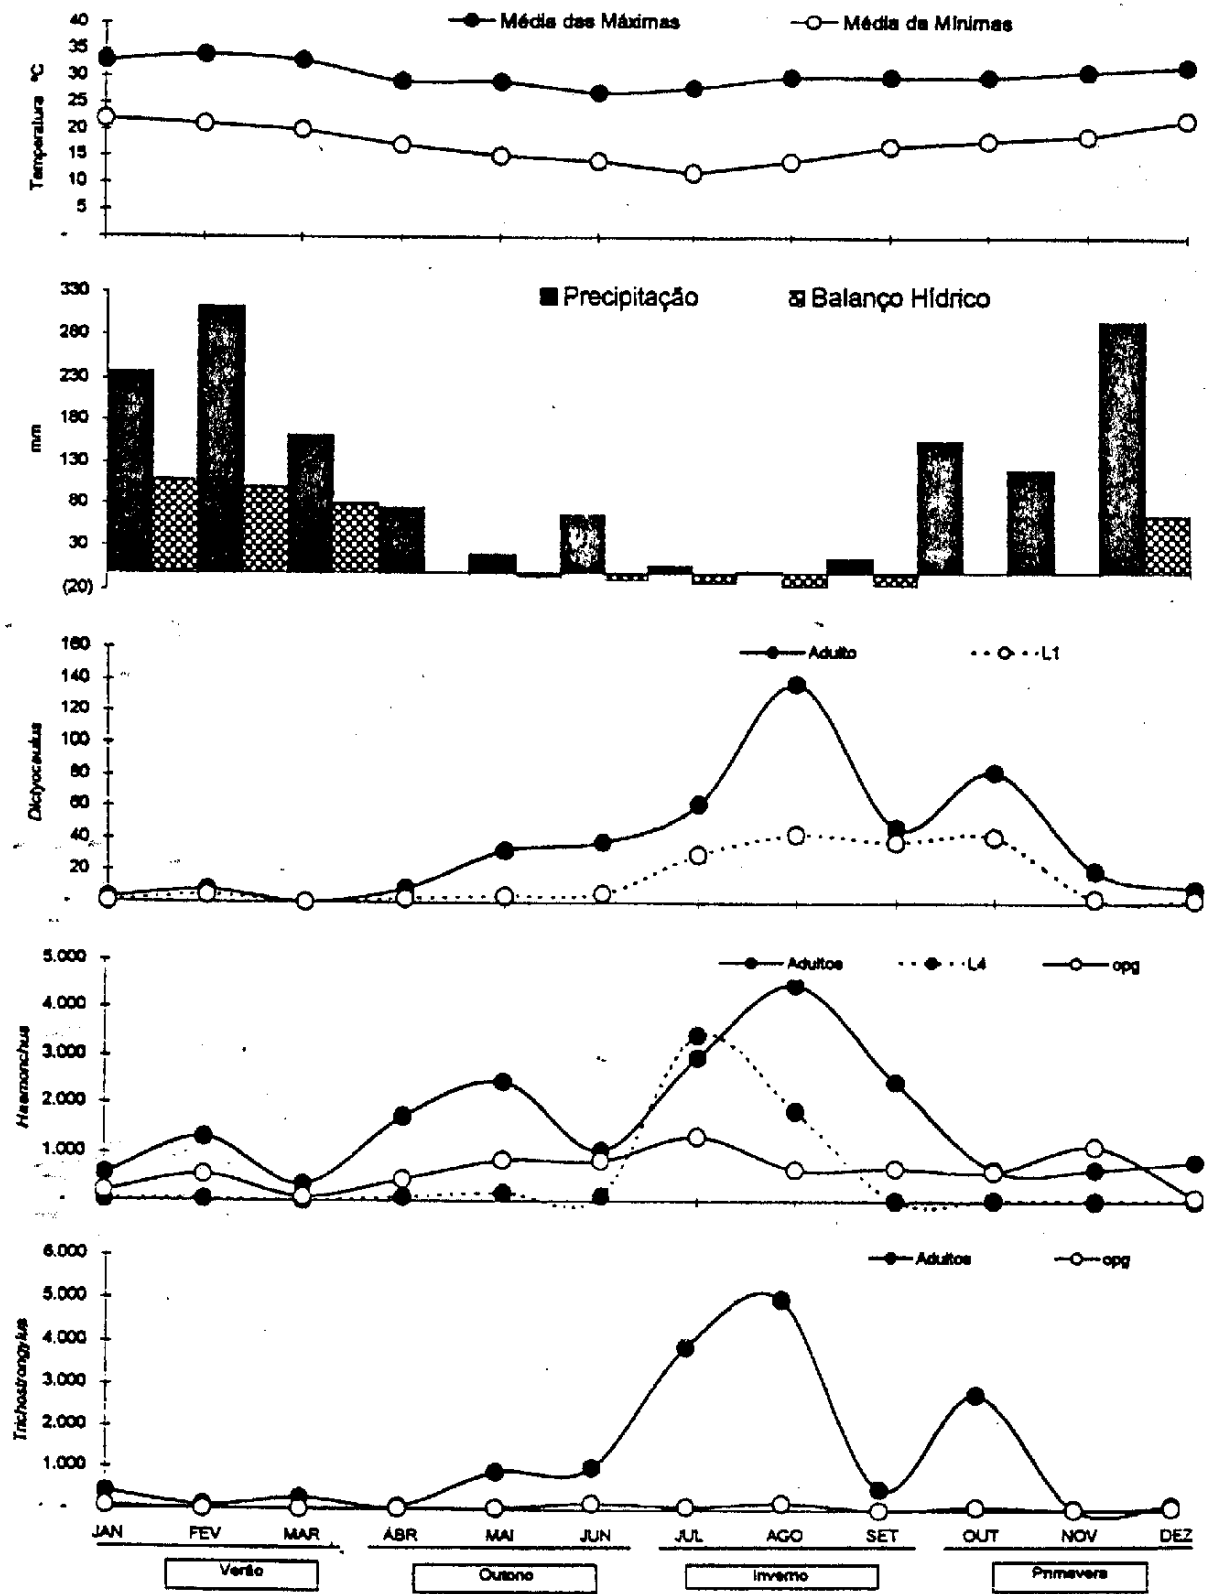 Média das Máximas
Média da Mínimas
Temperatura °C
40
35
30
25
20
15
10
5
Precipitação
Balanço Hídrico
mm
330
280
230
180
130
80
30
(20)
Adulto
L1
Dictyocaulus
160
140
120
100
80
60
40
20
Adultos
L4
opg
Haemonchus
5.000
4.000
3.000
2.000
1.000
Adultos
opg
Trichostrongylus
6.000
5.000
4.000
3.000
2.000
1.000
JAN FEV MAR ABR MAI JUN JUL AGO SET OUT NOV DEZ
Verão Outono Inverno Primavera